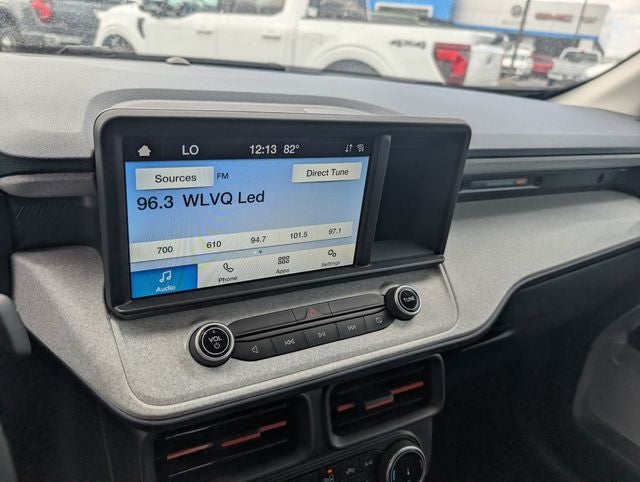 GMC
4X4
LO 12:13 82°
Sources FM Direct Tune
96.3 WLVQ Led
700 610 94.7 101.5 97.1
Audio Phone Apps Settings
VOL TUNE
A/C